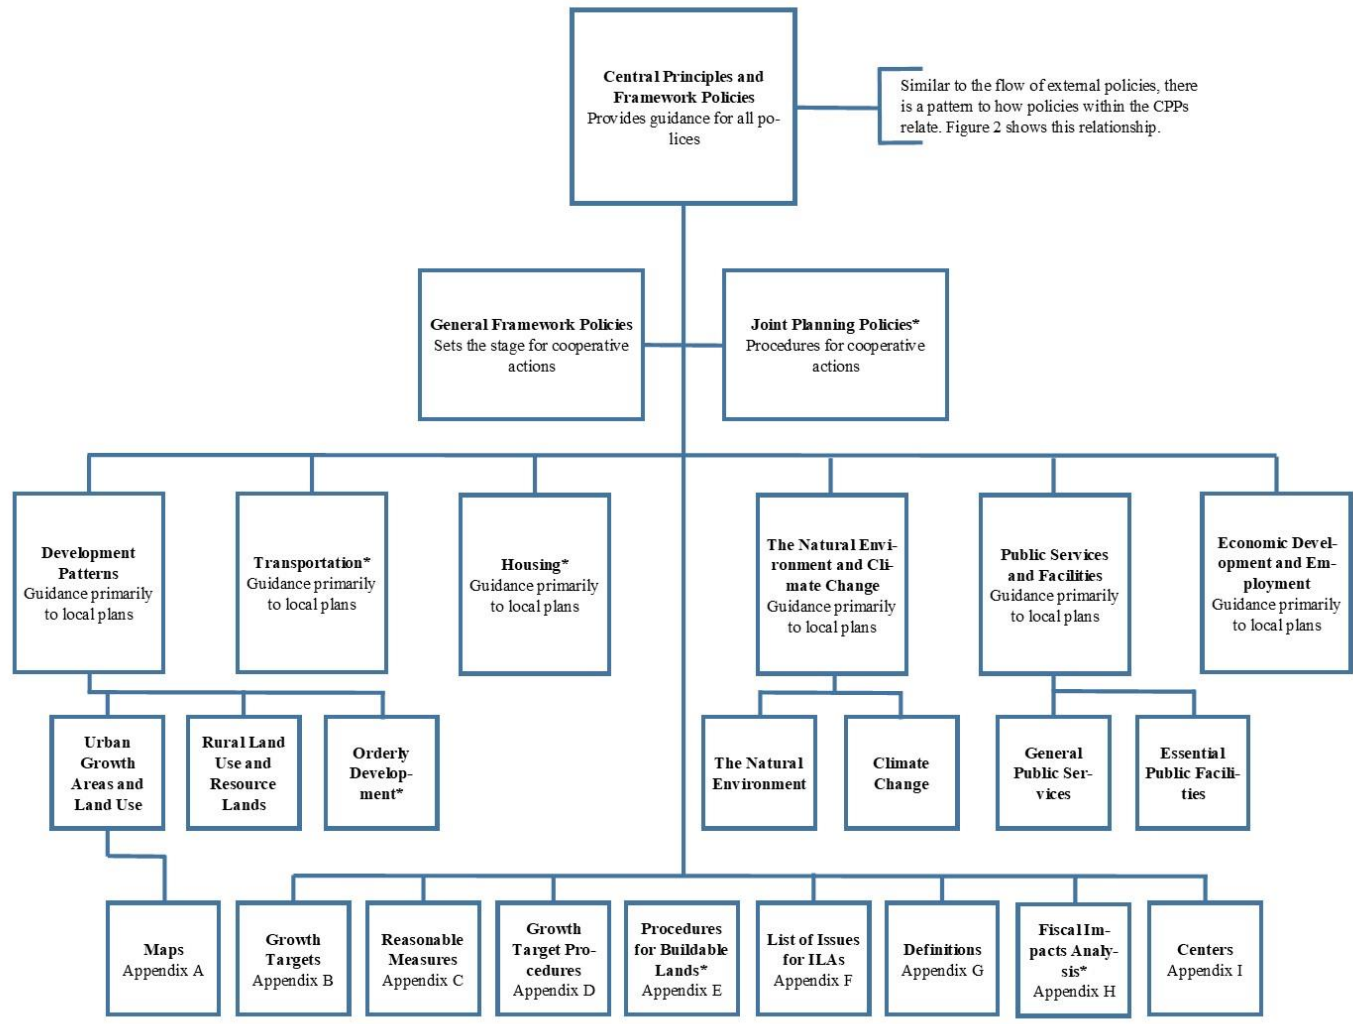 Central Principles and
Framework Policies
Provides guidance for all po-
lices
Similar to the flow of external policies, there
is a pattern to how policies within the CPPs
relate. Figure 2 shows this relationship.
General Framework Policies
Sets the stage for cooperative
actions
Joint Planning Policies*
Procedures for cooperative
actions
Development
Patterns
Guidance primarily
to local plans
Transportation*
Guidance primarily
to local plans
Housing*
Guidance primarily
to local plans
The Natural Envi-
ronment and Cli-
mate Change
Guidance primarily
to local plans
Public Services
and Facilities
Guidance primarily
to local plans
Economic Devel-
opment and Em-
ployment
Guidance primarily
to local plans
Urban
Growth
Areas and
Land Use
Rural Land
Use and
Resource
Lands
Orderly
Develop-
ment*
The Natural
Environment
Climate
Change
General
Public Ser-
vices
Essential
Public Facili-
ties
Maps
Appendix A
Growth
Targets
Appendix B
Reasonable
Measures
Appendix C
Growth
Target Pro-
cedures
Appendix D
Procedures
for Buildable
Lands*
Appendix E
List of Issues
for ILAs
Appendix F
Definitions
Appendix G
Fiscal Im-
pacts Analy-
sis*
Appendix H
Centers
Appendix I